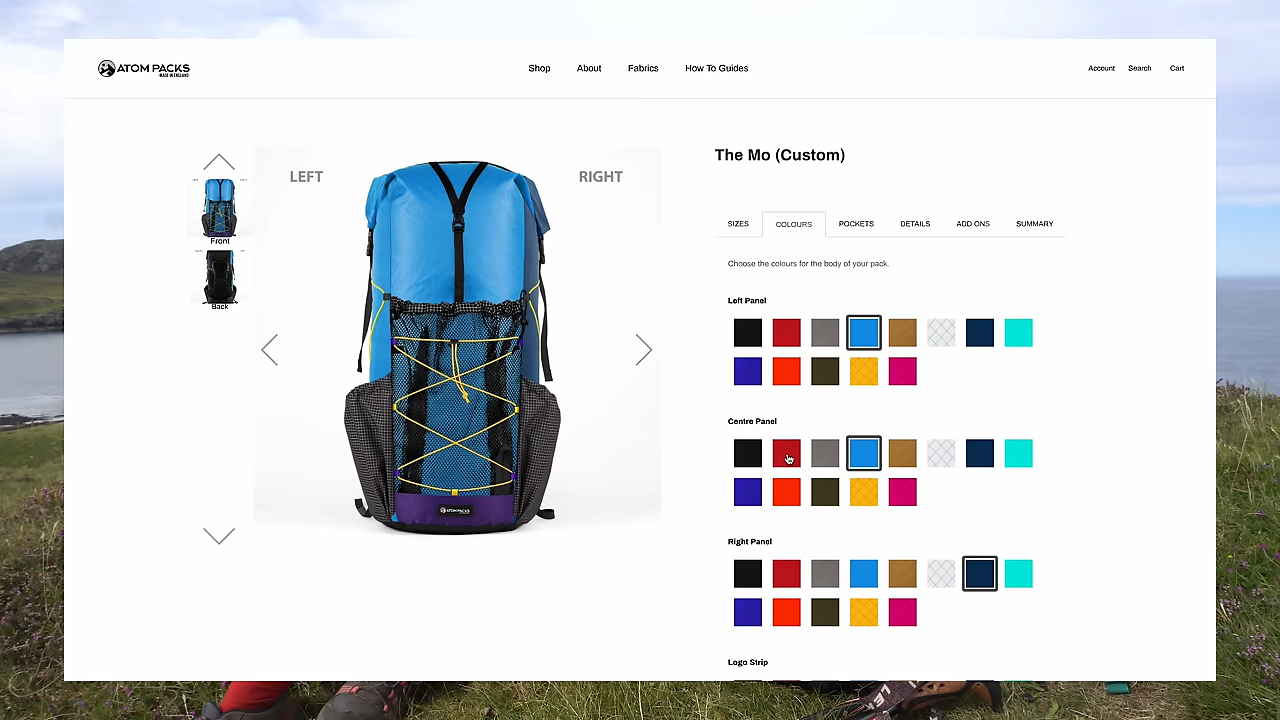 ATOM PACKS
MADE IN ENGLAND
Shop About Fabrics How To Guides
Account Search Cart
The Mo (Custom)
LEFT RIGHT
Front
Back
SIZES COLOURS POCKETS DETAILS ADD ONS SUMMARY
Choose the colours for the body of your pack.
Left Panel
Centre Panel
Right Panel
ATOM PACKS
Logo Strip